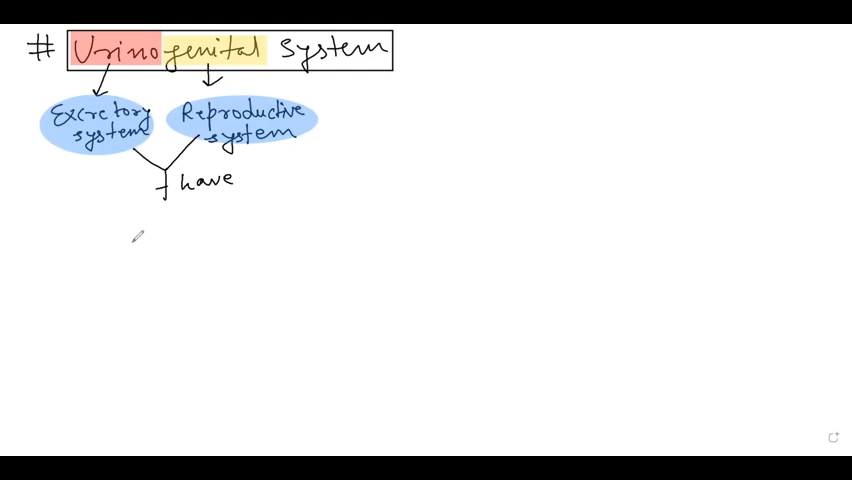 # Urinogenital System
Excretory system
Reproductive system
have